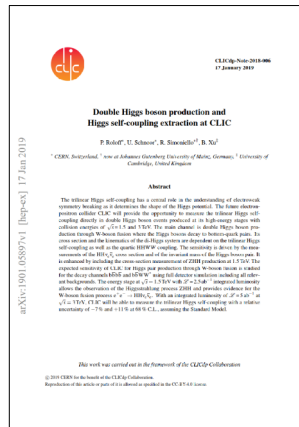 clic
CLICdp-Note-2018-006
17 January 2019
Double Higgs boson production and
Higgs self-coupling extraction at CLIC
P. Roloff*, U. Schnoor*, R. Simoniello*†, B. Xu‡
* CERN, Switzerland, † now at Johannes Gutenberg University of Mainz, Germany, ‡ University of
Cambridge, United Kingdom
Abstract
The trilinear Higgs self-coupling has a central role in the understanding of electroweak
symmetry breaking as it determines the shape of the Higgs potential. The future electron-
positron collider CLIC will provide the opportunity to measure the trilinear Higgs self-
coupling directly in double Higgs boson events produced at its high-energy stages with
collision energies of √s = 1.5 and 3 TeV. The main channel is double Higgs boson pro-
duction through W-boson fusion where the Higgs bosons decay to bottom-quark pairs. To
cross section and the kinematics of the di-Higgs system are dependent on the trilinear Higgs
self-coupling as well as the quartic HHWW coupling. The sensitivity is driven by the mea-
surements of the HHνₑν̄ₑ cross section and of the invariant mass of the Higgs boson pair. It
is enhanced by including the cross section measurement of ZHH production at 1.5 TeV. The
expected sensitivity of CLIC for Higgs pair production through W-boson fusion is studied
for the decay channels bb̄bb̄ and bb̄WW* using full detector simulation including all relev-
ant backgrounds. The energy stage at √s = 1.5 TeV with ℒ = 2.5 ab⁻¹ integrated luminosity
allows the observation of the Higgsstrahlung process ZHH and provides evidence for the
W-boson fusion process e⁺e⁻ → HHνₑν̄ₑ. With an integrated luminosity of ℒ = 5 ab⁻¹ at
√s = 3 TeV, CLIC will be able to measure the trilinear Higgs self-coupling with a relative
uncertainty of −7 % and +11 % at 68 % C.L., assuming the Standard Model.
This work was carried out in the framework of the CLICdp Collaboration
© 2019 CERN for the benefit of the CLICdp Collaboration.
Reproduction of this article or parts of it is allowed as specified in the CC-BY-4.0 license.
arXiv:1901.05897v1 [hep-ex] 17 Jan 2019